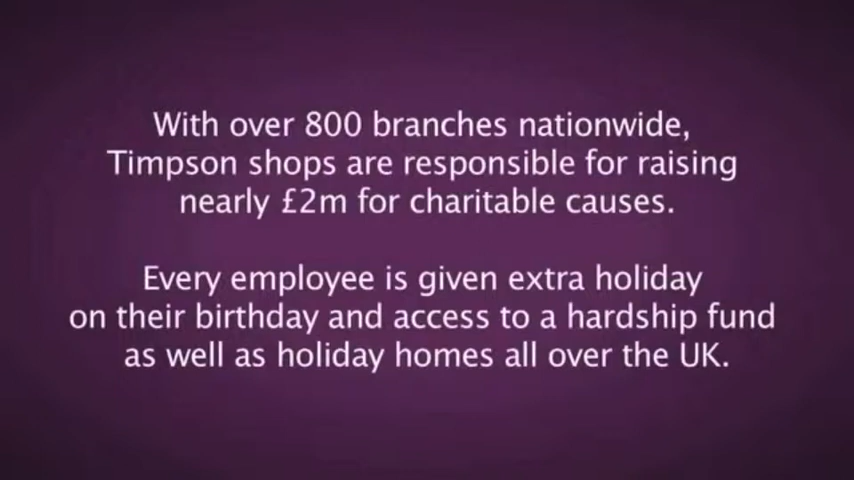 With over 800 branches nationwide,
Timpson shops are responsible for raising
nearly £2m for charitable causes.
Every employee is given extra holiday
on their birthday and access to a hardship fund
as well as holiday homes all over the UK.